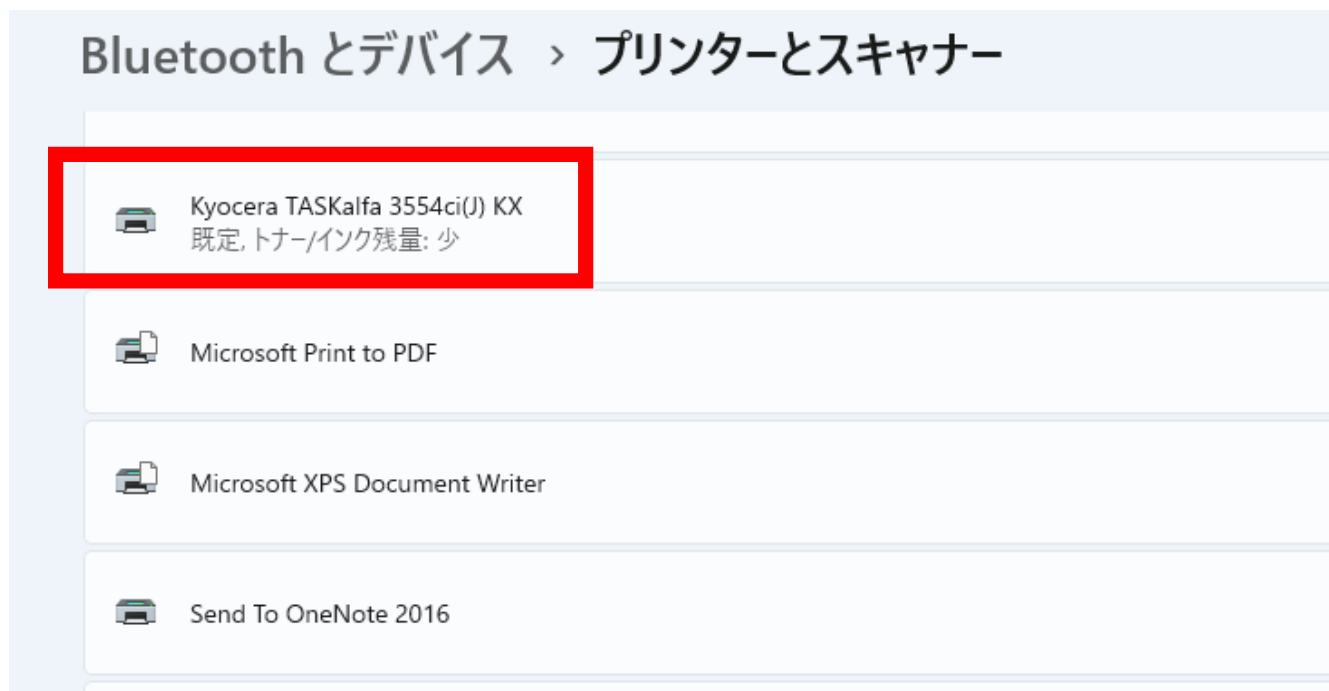 Bluetooth とデバイス › プリンターとスキャナー
Kyocera TASKalfa 3554ci(J) KX
既定, トナー/インク残量: 少
Microsoft Print to PDF
Microsoft XPS Document Writer
Send To OneNote 2016